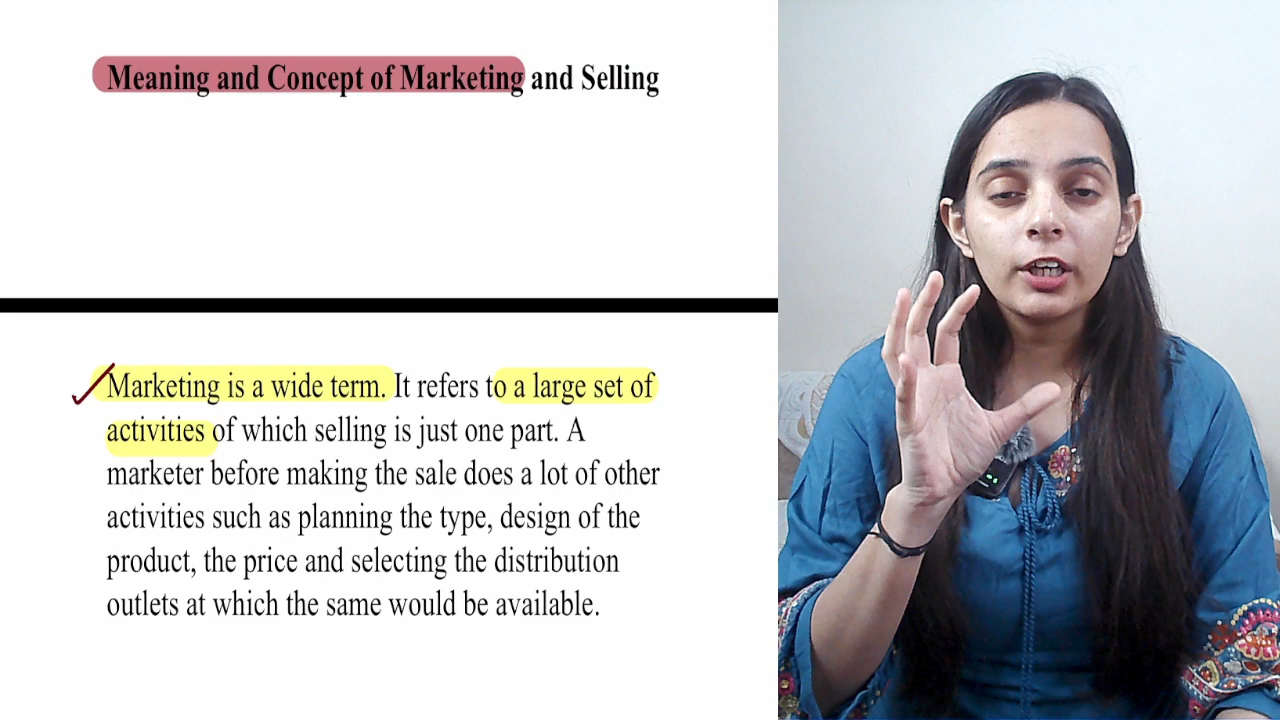 Meaning and Concept of Marketing and Selling
Marketing is a wide term. It refers to a large set of
activities of which selling is just one part. A
marketer before making the sale does a lot of other
activities such as planning the type, design of the
product, the price and selecting the distribution
outlets at which the same would be available.